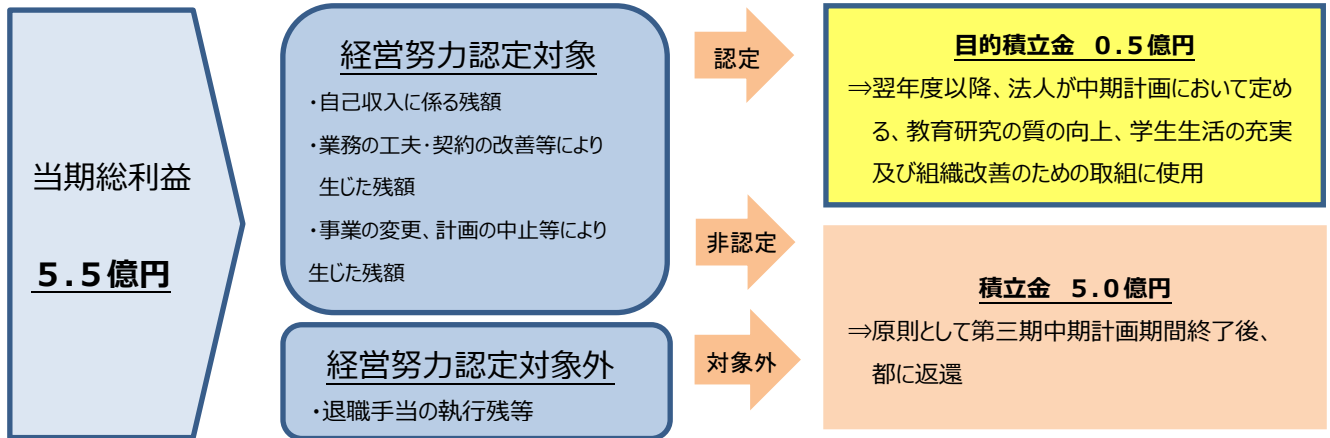 当期総利益
5.5億円
経営努力認定対象
・自己収入に係る残額
・業務の工夫・契約の改善等により
生じた残額
・事業の変更、計画の中止等により
生じた残額
経営努力認定対象外
・退職手当の執行残等
認定
非認定
対象外
目的積立金 0.5億円
⇒翌年度以降、法人が中期計画において定め
る、教育研究の質の向上、学生生活の充実
及び組織改善のための取組に使用
積立金 5.0億円
⇒原則として第三期中期計画期間終了後、
都に返還